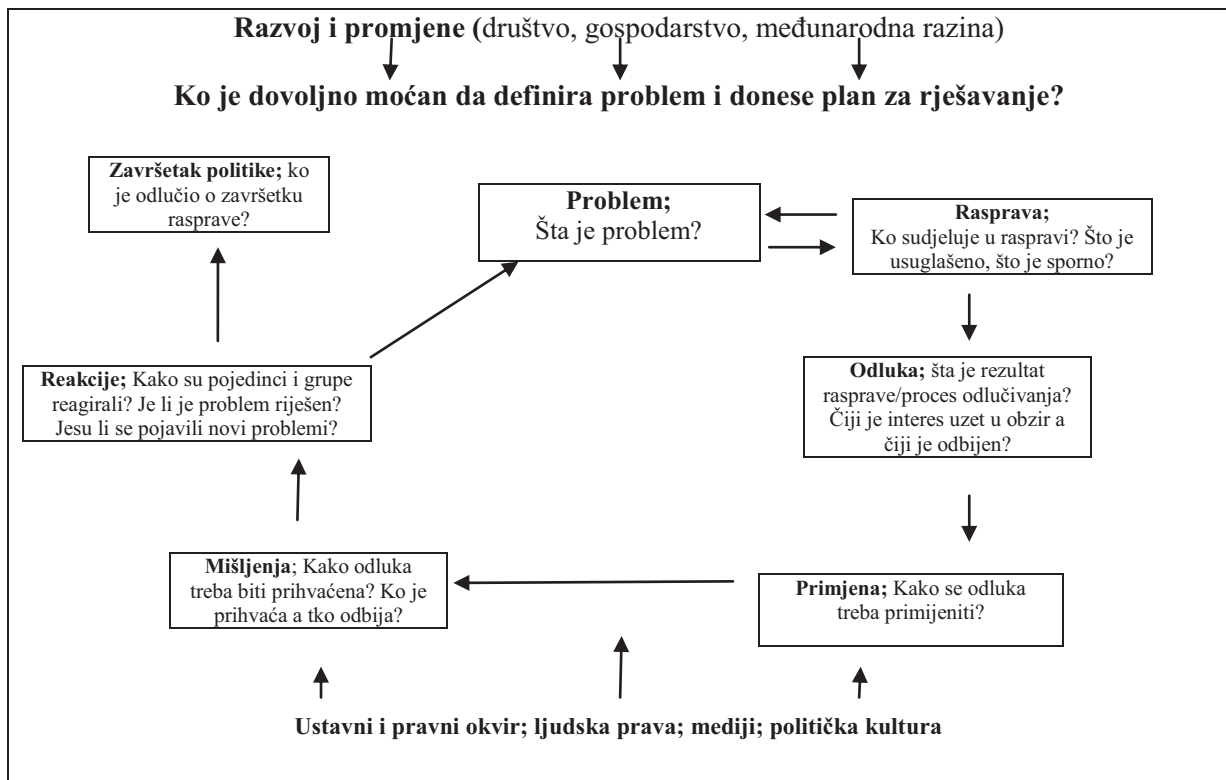 Razvoj i promjene (društvo, gospodarstvo, međunarodna razina)
Ko je dovoljno moćan da definira problem i donese plan za rješavanje?
Završetak politike; ko
je odlučio o završetku
rasprave?
Problem;
Šta je problem?
Rasprava;
Ko sudjeluje u raspravi? Što je
usuglašeno, što je sporno?
Reakcije; Kako su pojedinci i grupe
reagirali? Je li je problem riješen?
Jesu li se pojavili novi problemi?
Odluka; šta je rezultat
rasprave/proces odlučivanja?
Čiji je interes uzet u obzir a
čiji je odbijen?
Mišljenja; Kako odluka
treba biti prihvaćena? Ko je
prihvaća a tko odbija?
Primjena; Kako se odluka
treba primijeniti?
Ustavni i pravni okvir; ljudska prava; mediji; politička kultura